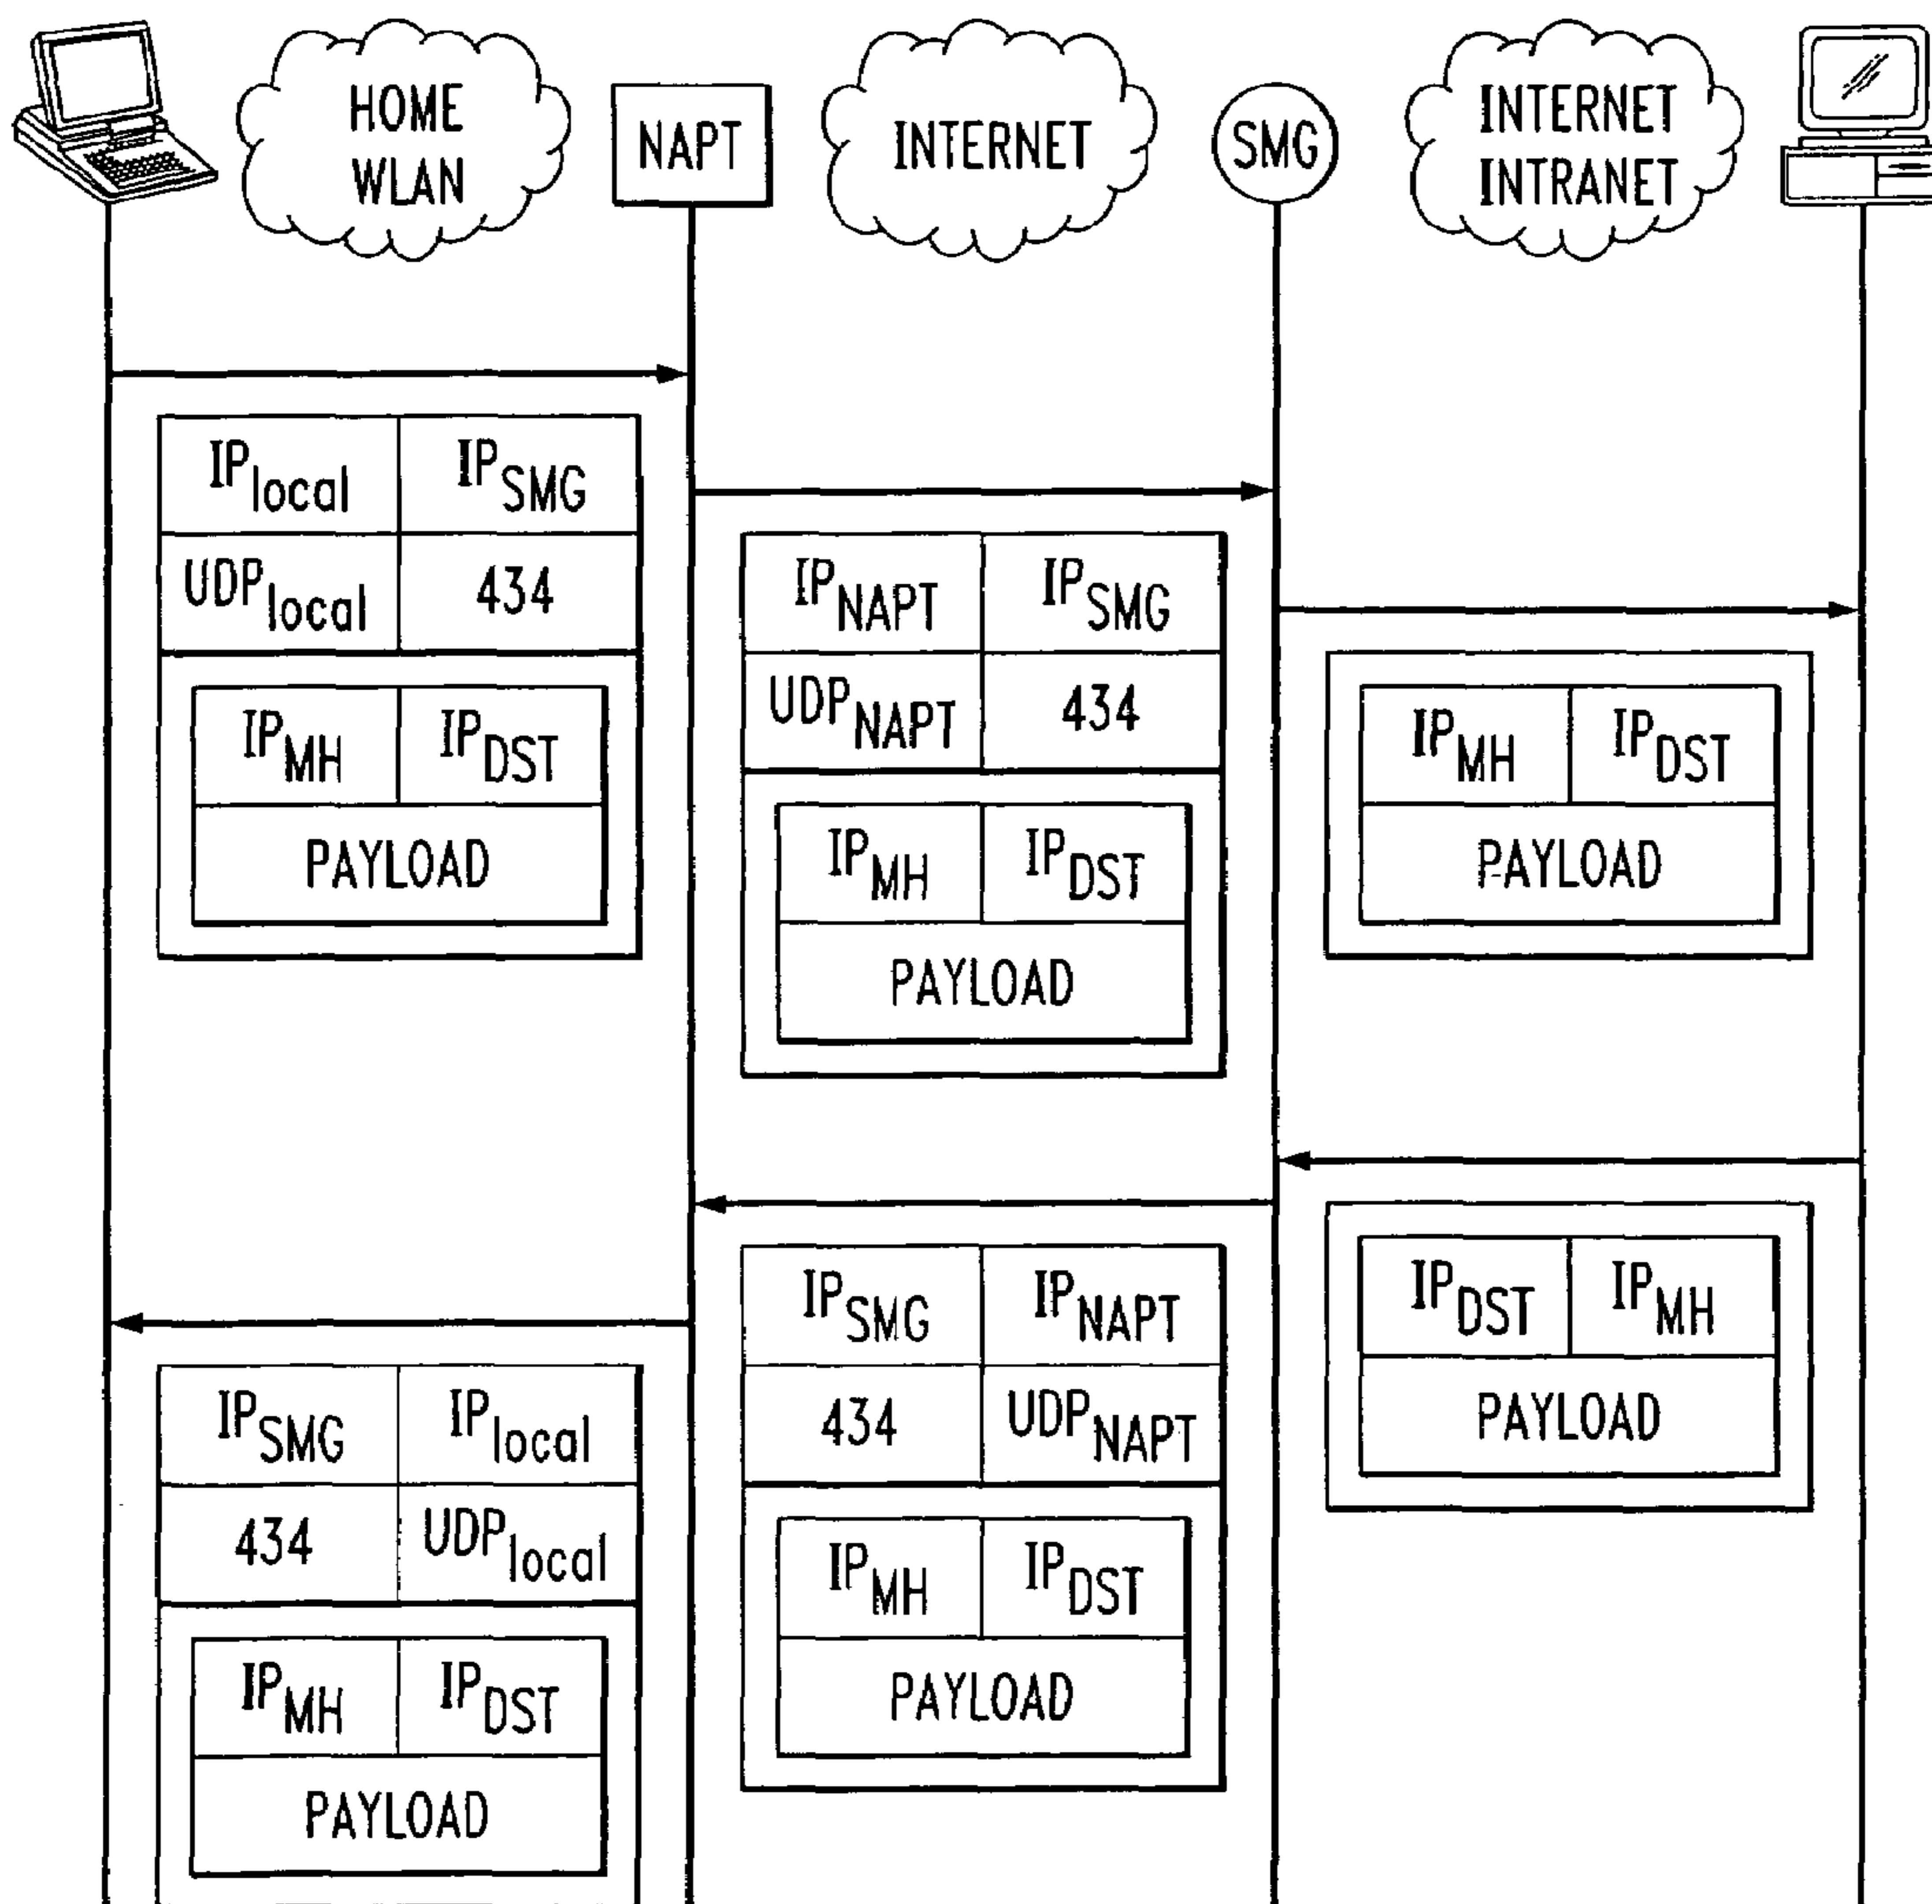 HOME
WLAN
NAPT
INTERNET
SMG
INTERNET
INTRANET
IPlocal IPSMG
UDPlocal 434
IPMH IPDST
PAYLOAD
IPNAPT IPSMG
UDPNAPT 434
IPMH IPDST
PAYLOAD
IPMH IPDST
PAYLOAD
IPDST IPMH
PAYLOAD
IPSMG IPNAPT
434 UDPNAPT
IPMH IPDST
PAYLOAD
IPSMG IPlocal
434 UDPlocal
IPMH IPDST
PAYLOAD